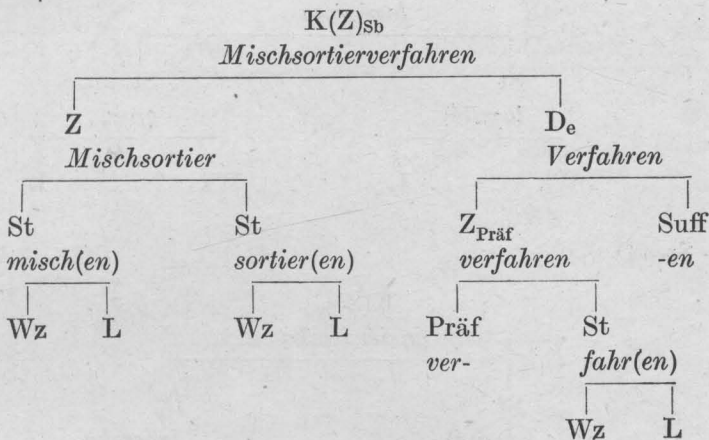 K(Z)Sb
Mischsortierverfahren
Z De
Mischsortier Verfahren
St St ZPräf Suff
misch(en) sortier(en) verfahren -en
Wz L Wz L Präf St
ver- fahr(en)
Wz L